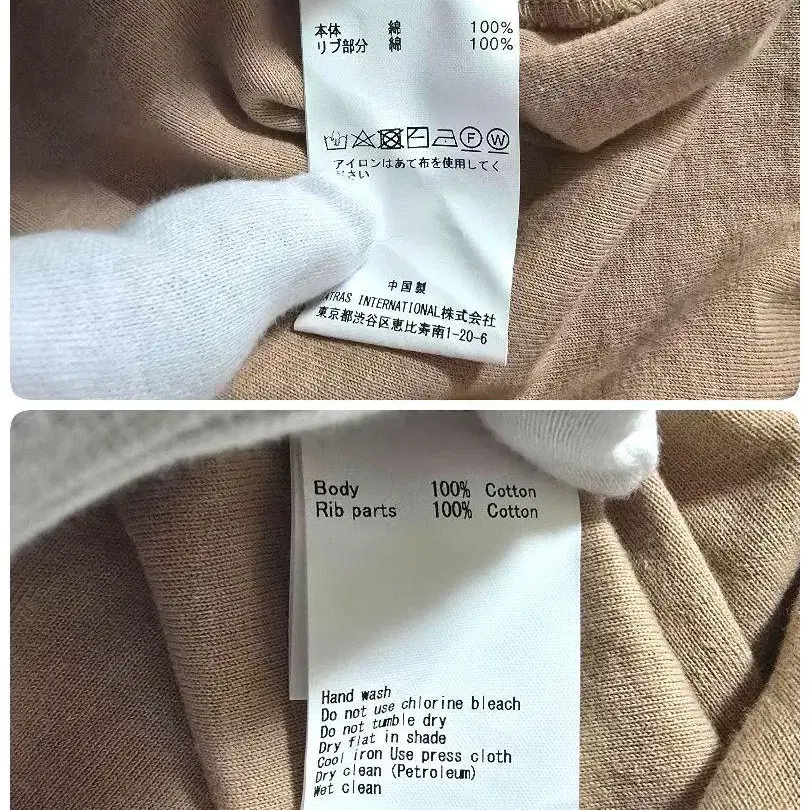 本体 綿 100%
リブ部分 綿 100%
F W
アイロンはあて布を使用してく
ださい
中国製
INTERNATIONAL株式会社
東京都渋谷区恵比寿南1-20-6
Body 100% Cotton
Rib parts 100% Cotton
Hand wash
Do not use chlorine bleach
Do not tumble dry
Dry flat in shade
Cool iron Use press cloth
Dry clean (Petroleum)
Wet clean